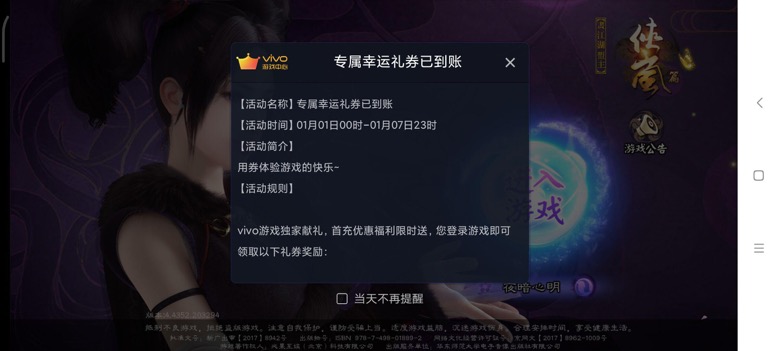 vivo
游戏中心
专属幸运礼券已到账
【活动名称】专属幸运礼券已到账
【活动时间】01月01日00时-01月07日23时
【活动简介】
用券体验游戏的快乐~
【活动规则】
vivo游戏独家献礼，首充优惠福利限时送，您登录游戏即可
领取以下礼券奖励：
当天不再提醒
侠岚
篇
游戏公告
进入
游戏
夜暗心明
抵制不良游戏，拒绝盗版游戏。注意自我保护，谨防受骗上当。适度游戏益脑，沉迷游戏伤身。合理安排时间，享受健康生活。